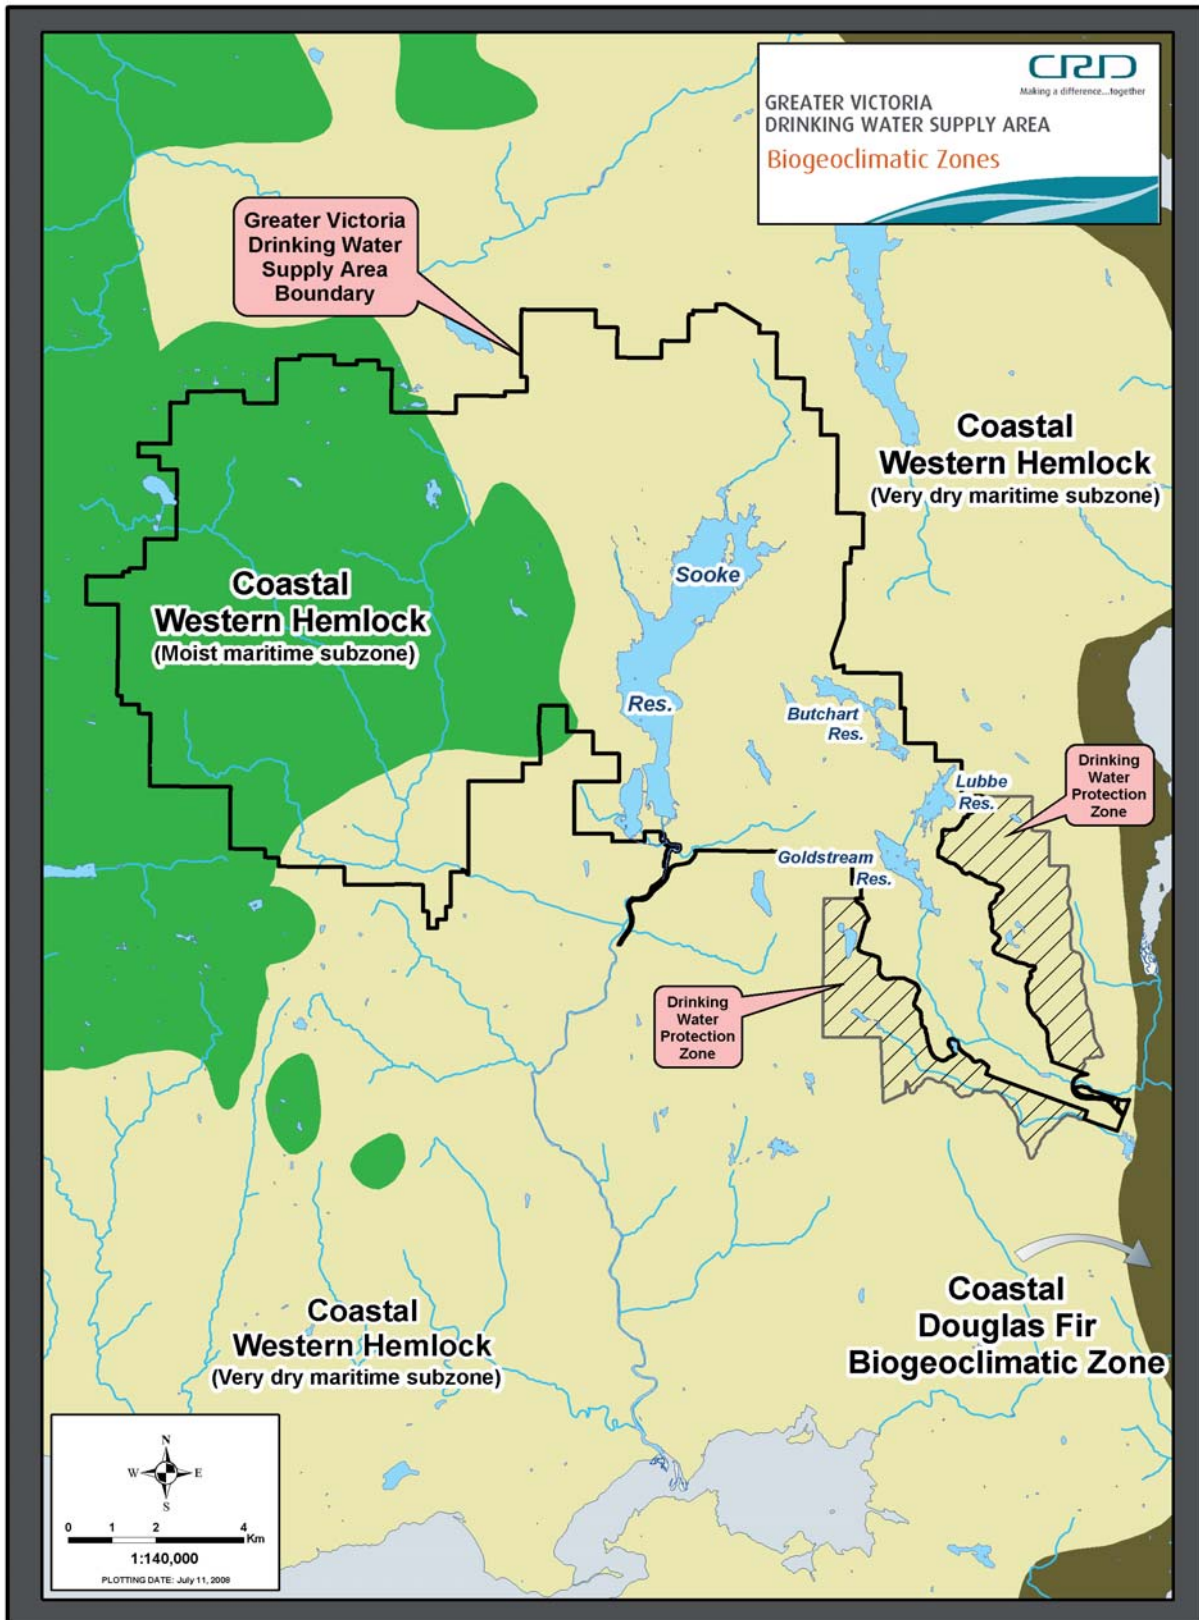 CRD
Making a difference...together
GREATER VICTORIA
DRINKING WATER SUPPLY AREA
Biogeoclimatic Zones
Greater Victoria
Drinking Water
Supply Area
Boundary
Coastal
Western Hemlock
(Very dry maritime subzone)
Sooke
Res.
Coastal
Western Hemlock
(Moist maritime subzone)
Butchart
Res.
Lubbe
Res.
Drinking
Water
Protection
Zone
Goldstream
Res.
Drinking
Water
Protection
Zone
Coastal
Douglas Fir
Biogeoclimatic Zone
Coastal
Western Hemlock
(Very dry maritime subzone)
N
W E
S
0 1 2 4
Km
1:140,000
PLOTTING DATE: July 11, 2008